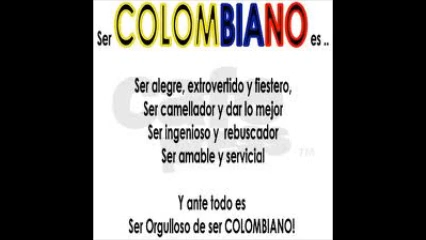 Ser COLOMBIANO es ..
Ser alegre, extrovertido y fiestero,
Ser camellador y dar lo mejor
Ser ingenioso y rebuscador
Ser amable y servicial
Y ante todo es
Ser Orgulloso de ser COLOMBIANO!